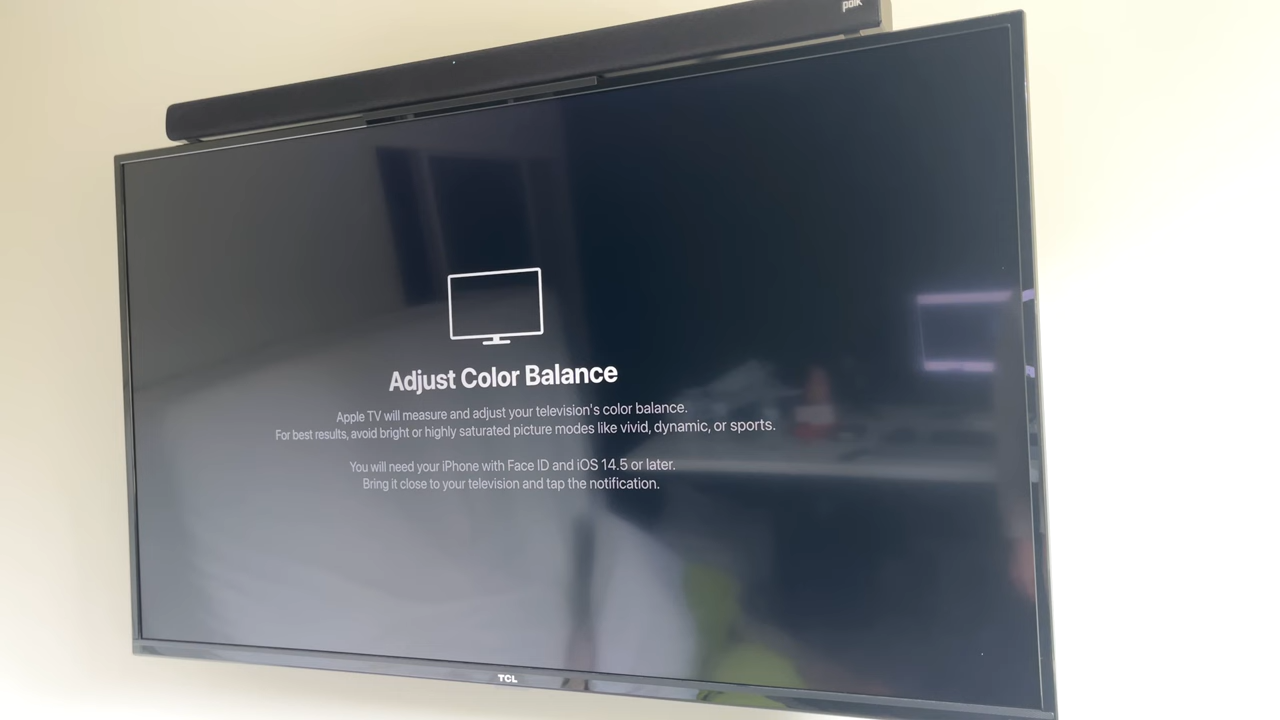 polk
Adjust Color Balance
Apple TV will measure and adjust your television's color balance.
For best results, avoid bright or highly saturated picture modes like vivid, dynamic, or sports.
You will need your iPhone with Face ID and iOS 14.5 or later.
Bring it close to your television and tap the notification.
TCL